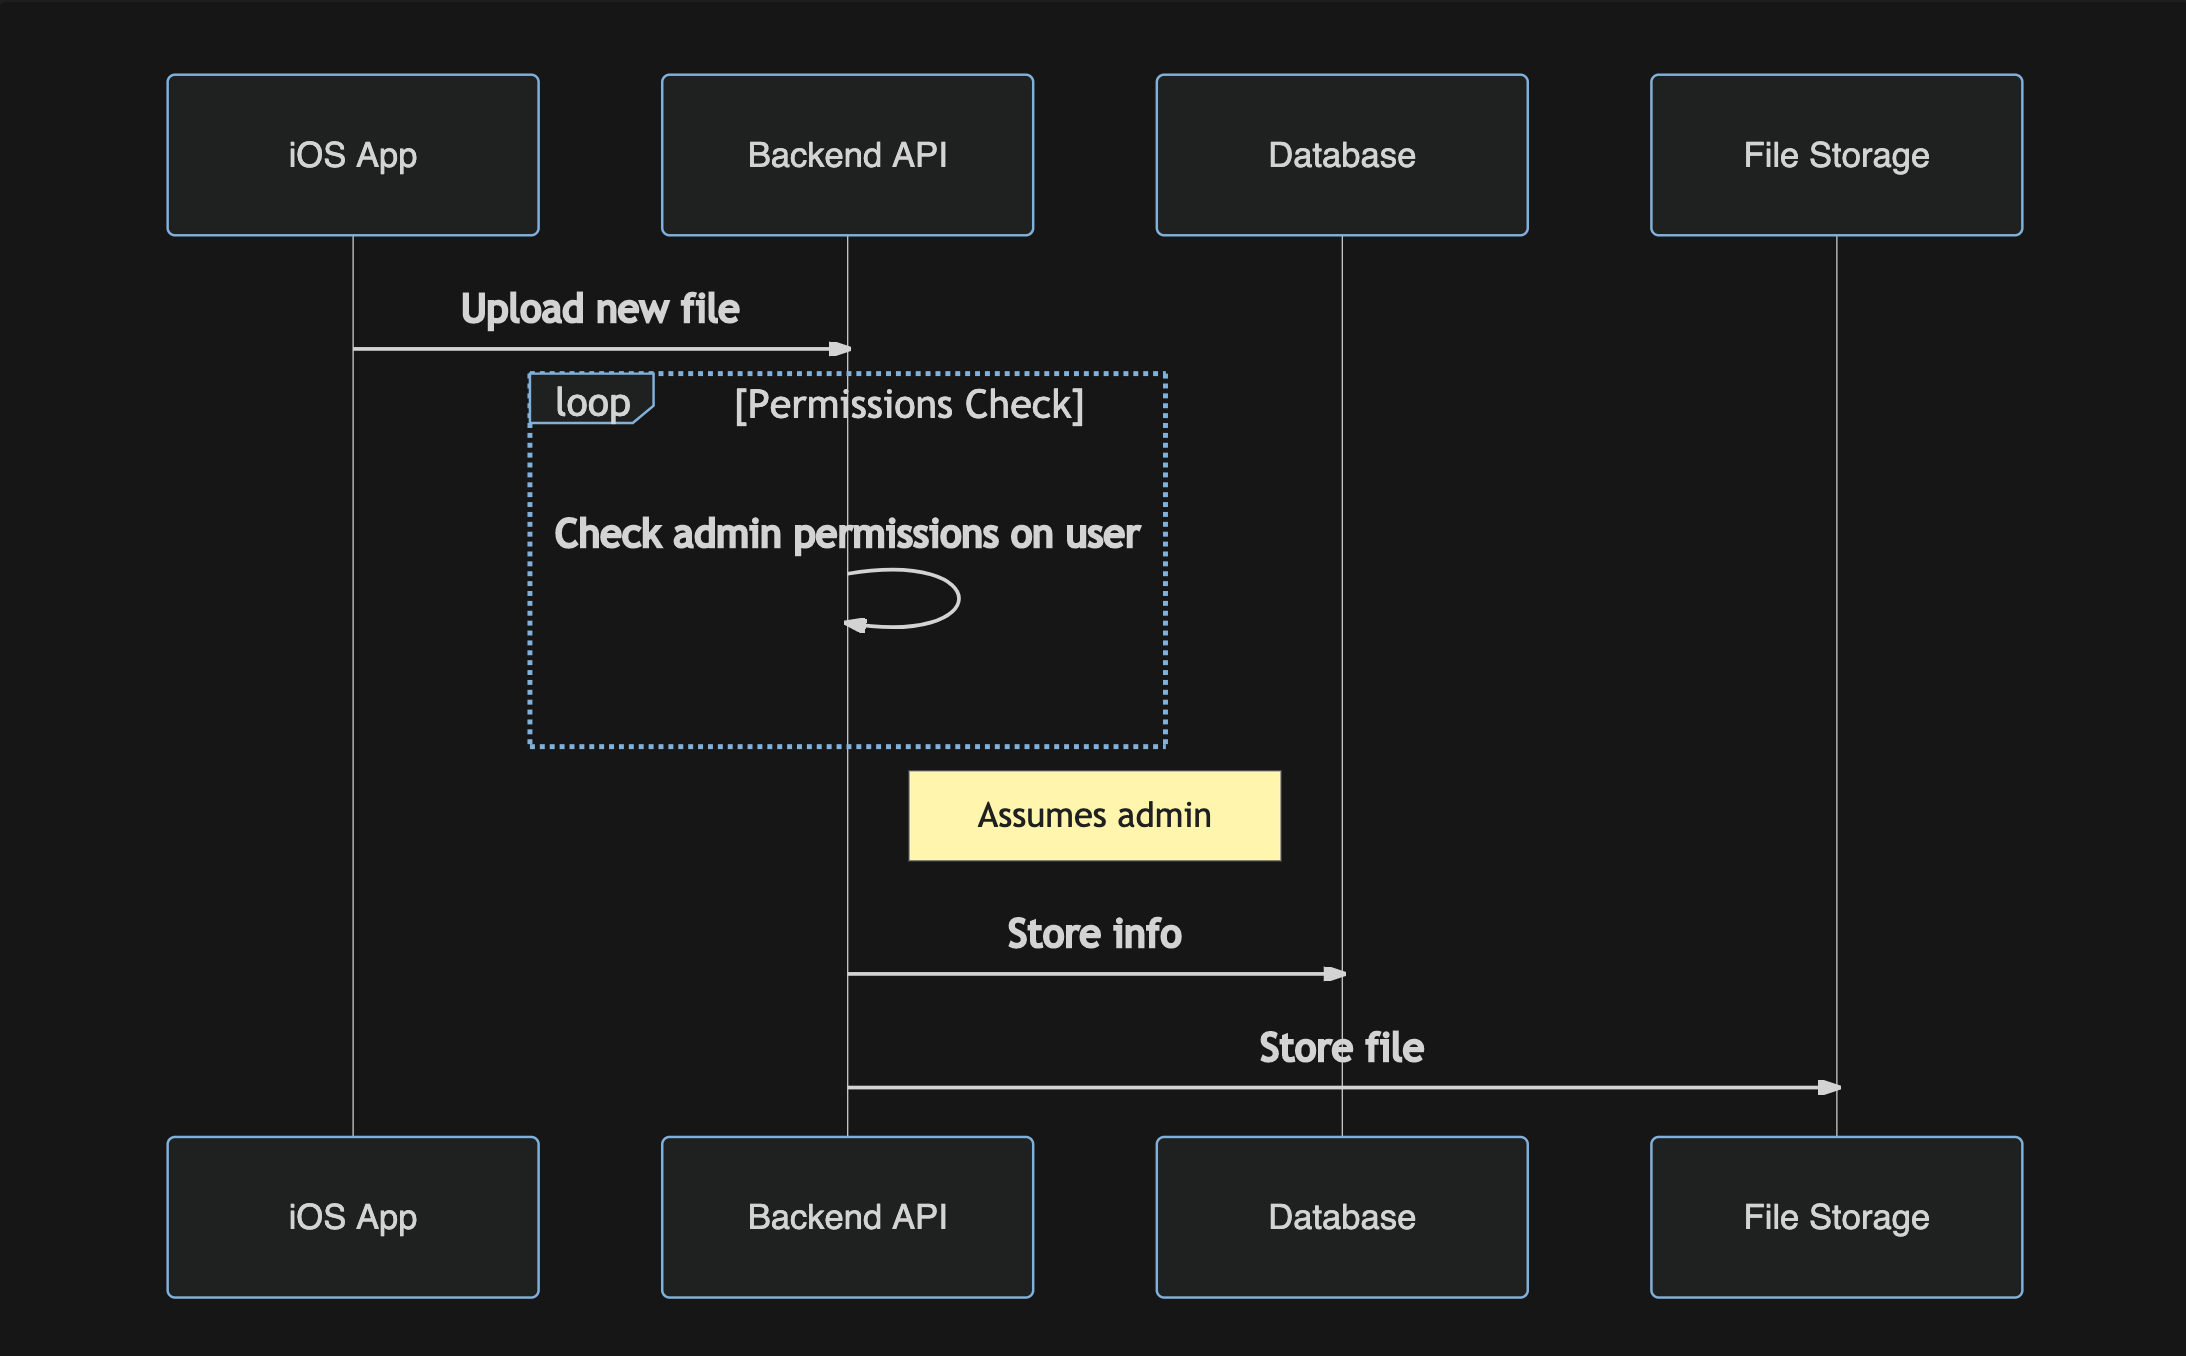 iOS App
Backend API
Database
File Storage
Upload new file
loop
[Permissions Check]
Check admin permissions on user
Assumes admin
Store info
Store file
iOS App
Backend API
Database
File Storage